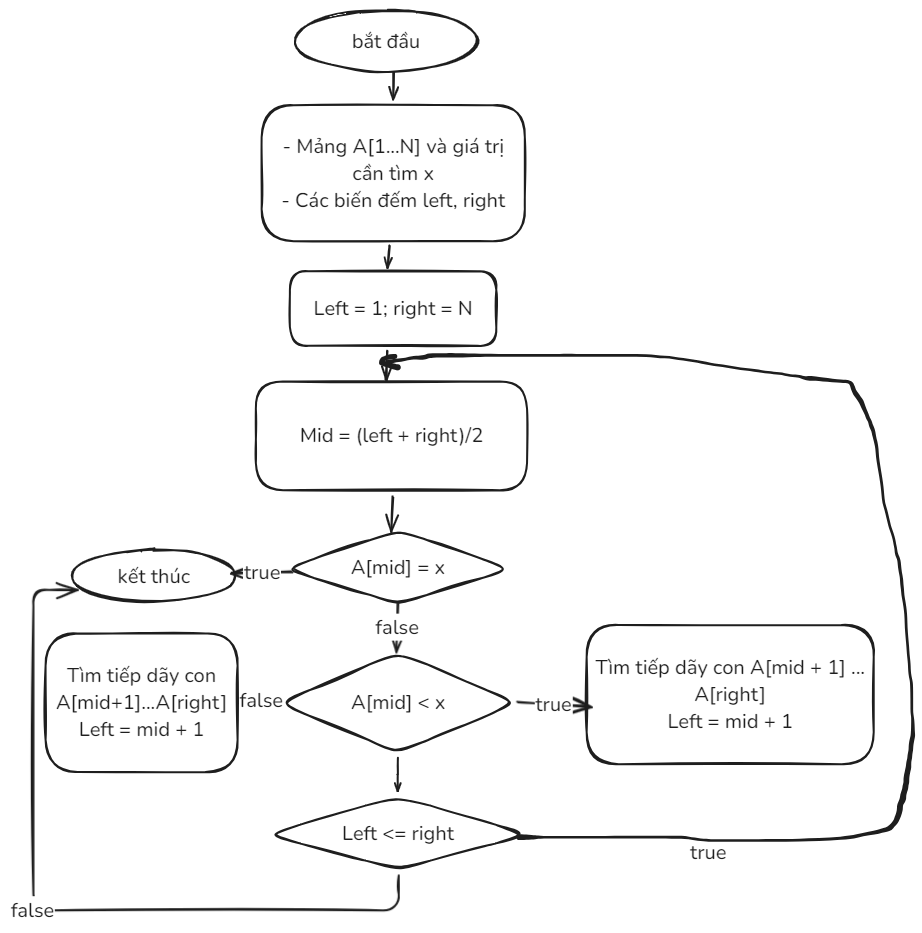 bắt đầu
- Mảng A[1...N] và giá trị
cần tìm x
- Các biến đếm left, right
Left = 1; right = N
Mid = (left + right)/2
A[mid] = x
true
kết thúc
false
A[mid] < x
false
Tìm tiếp dãy con
A[mid+1]...A[right]
Left = mid + 1
true
Tìm tiếp dãy con A[mid + 1] ...
A[right]
Left = mid + 1
Left <= right
true
false